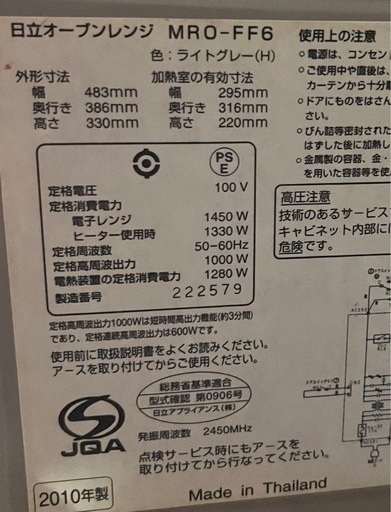 日立オーブンレンジ MRO-FF6
色：ライトグレー(H)
外形寸法 加熱室の有効寸法
幅 483mm 幅 295mm
奥行き 386mm 奥行き 316mm
高さ 330mm 高さ 220mm
PS
E
定格電圧 100 V
定格消費電力
電子レンジ 1450 W
ヒーター使用時 1330 W
定格周波数 50-60Hz
定格高周波出力 1000 W
電熱装置の定格消費電力 1280 W
製造番号 222579
定格高周波出力1000Wは短時間高出力機能(約3分間)
であり、定格連続高周波出力は600Wです。
使用前に取扱説明書をよくお読みください。
アースを取り付けてからご使用ください。
総務省基準適合
型式確認 第0906号
日立アプライアンス(株)
JQA
発振周波数 2450MHz
点検サービス時にもアースを
取り付けてから行なってください。
2010年製
Made in Thailand
使用上の注意
○電源は、コンセン
○ご使用中や直後は、
カーテンから十分離
○ドアにものをはさん
さい。
○びん詰等密封された
はずした後に加熱し
○金属製の容器、金・
を用いた容器等を使
高圧注意
技術のあるサービス
キャビネット内部に
危険です。